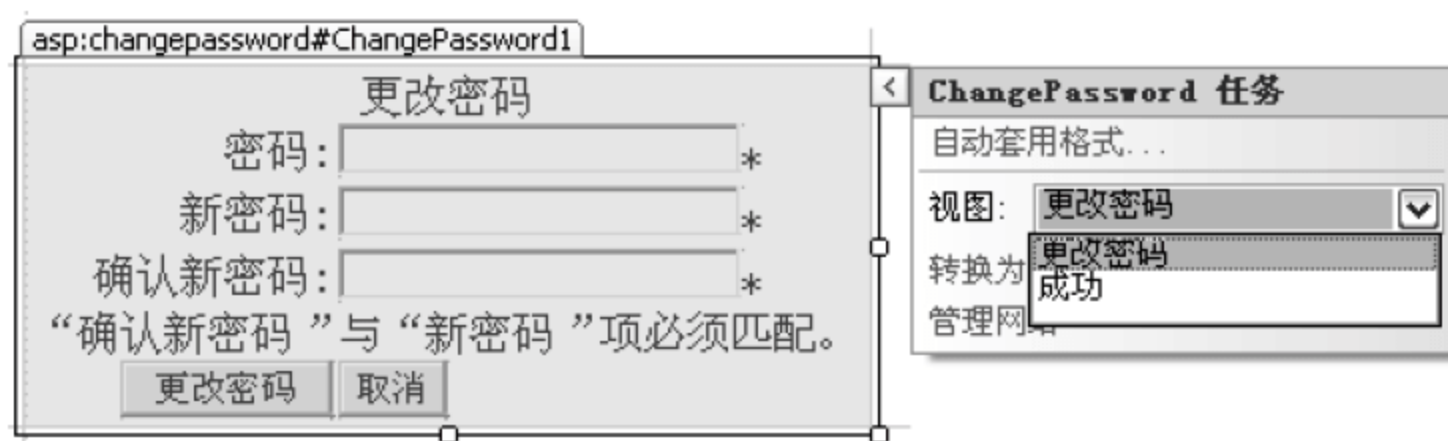 asp:changepassword#ChangePassword1
更改密码
密码:*
新密码:*
确认新密码:*
“确认新密码 ”与 “新密码 ”项必须匹配。
更改密码 取消
ChangePassword 任务
自动套用格式...
视图: 更改密码
更改密码
成功
转换为
管理网